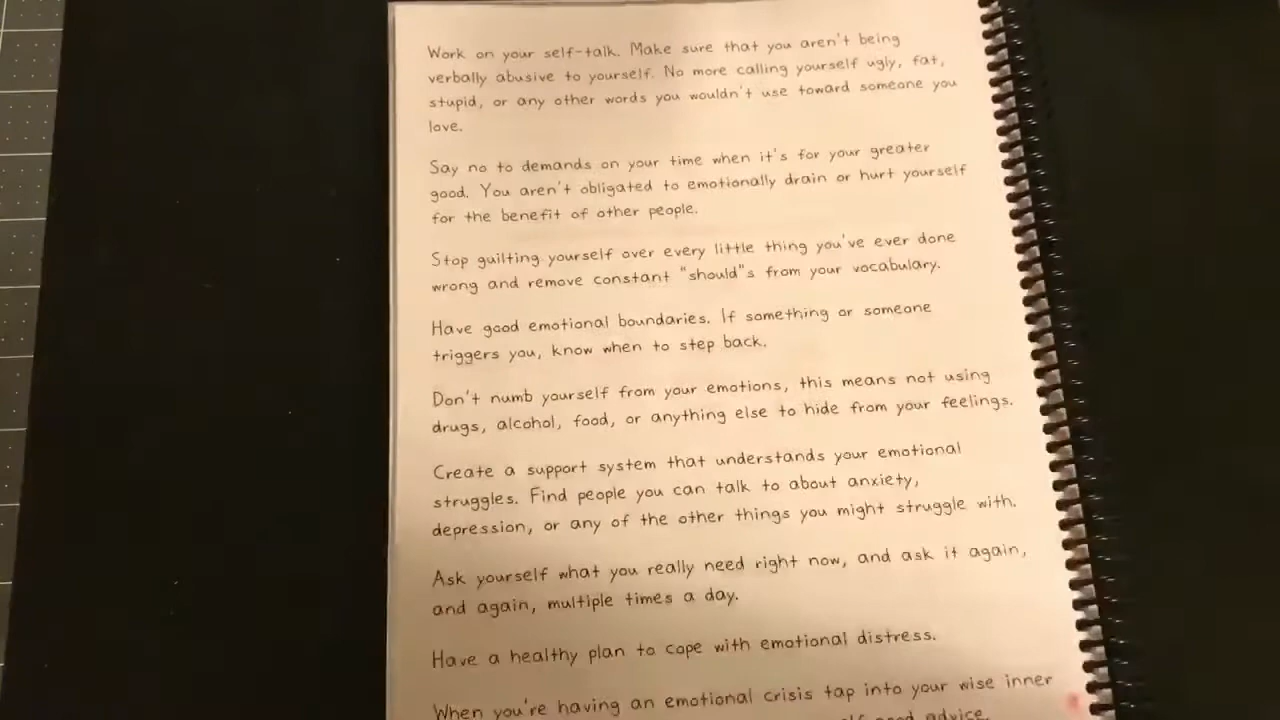 Work on your self-talk. Make sure that you aren't being
verbally abusive to yourself. No more calling yourself ugly, fat,
stupid, or any other words you wouldn't use toward someone you
love.
Say no to demands on your time when it's for your greater
good. You aren't obligated to emotionally drain or hurt yourself
for the benefit of other people.
Stop guilting yourself over every little thing you've ever done
wrong and remove constant "should"s from your vocabulary.
Have good emotional boundaries. If something or someone
triggers you, know when to step back.
Don't numb yourself from your emotions, this means not using
drugs, alcohol, food, or anything else to hide from your feelings.
Create a support system that understands your emotional
struggles. Find people you can talk to about anxiety,
depression, or any of the other things you might struggle with.
Ask yourself what you really need right now, and ask it again,
and again, multiple times a day.
Have a healthy plan to cope with emotional distress.
When you're having an emotional crisis tap into your wise inner
good advice.